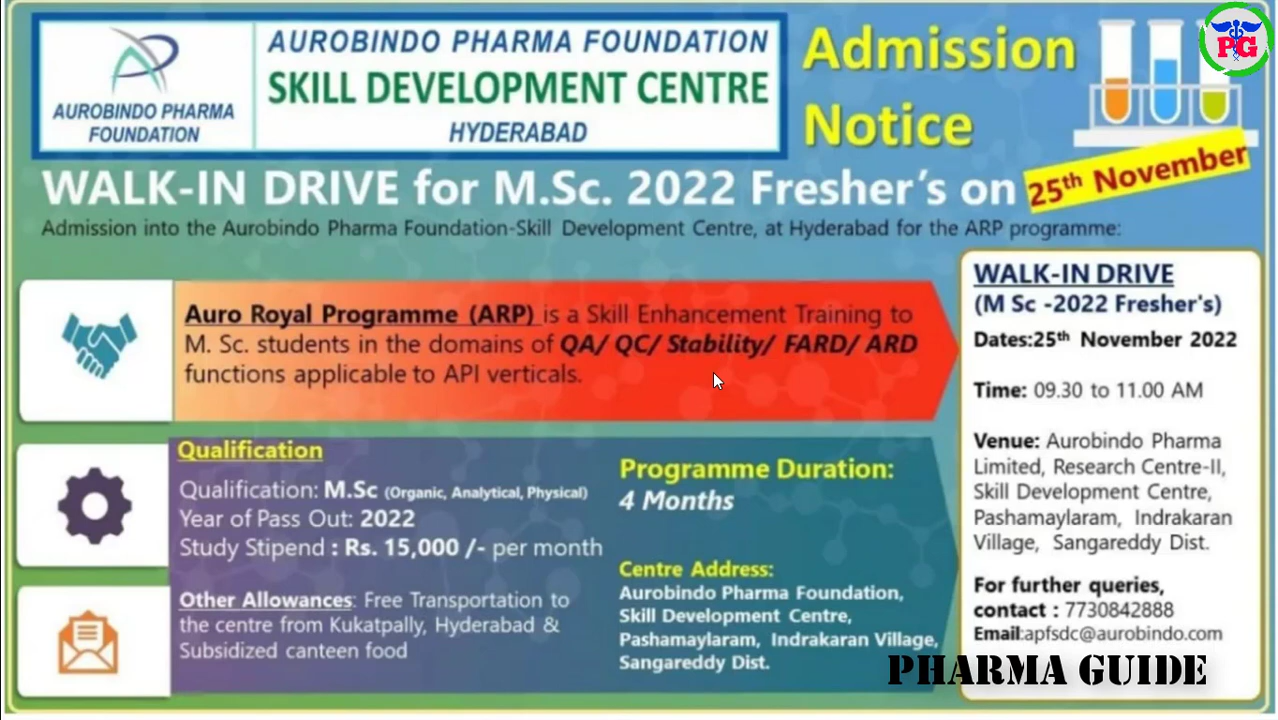 AUROBINDO PHARMA
FOUNDATION
AUROBINDO PHARMA FOUNDATION
SKILL DEVELOPMENT CENTRE
HYDERABAD
Admission
Notice
PG
WALK-IN DRIVE for M.Sc. 2022 Fresher's on 25th November
Admission into the Aurobindo Pharma Foundation-Skill Development Centre, at Hyderabad for the ARP programme:
Auro Royal Programme (ARP) is a Skill Enhancement Training to
M. Sc. students in the domains of QA/ QC/ Stability/ FARD/ ARD
functions applicable to API verticals.
Qualification
Qualification: M.Sc (Organic, Analytical, Physical)
Year of Pass Out: 2022
Study Stipend : Rs. 15,000 /- per month
Other Allowances: Free Transportation to
the centre from Kukatpally, Hyderabad &
Subsidized canteen food
Programme Duration:
4 Months
Centre Address:
Aurobindo Pharma Foundation,
Skill Development Centre,
Pashamaylaram, Indrakaran Village,
Sangareddy Dist.
WALK-IN DRIVE
(M Sc -2022 Fresher's)
Dates:25th November 2022
Time: 09.30 to 11.00 AM
Venue: Aurobindo Pharma
Limited, Research Centre-II,
Skill Development Centre,
Pashamaylaram, Indrakaran
Village, Sangareddy Dist.
For further queries,
contact : 7730842888
Email:apfsdc@aurobindo.com
PHARMA GUIDE